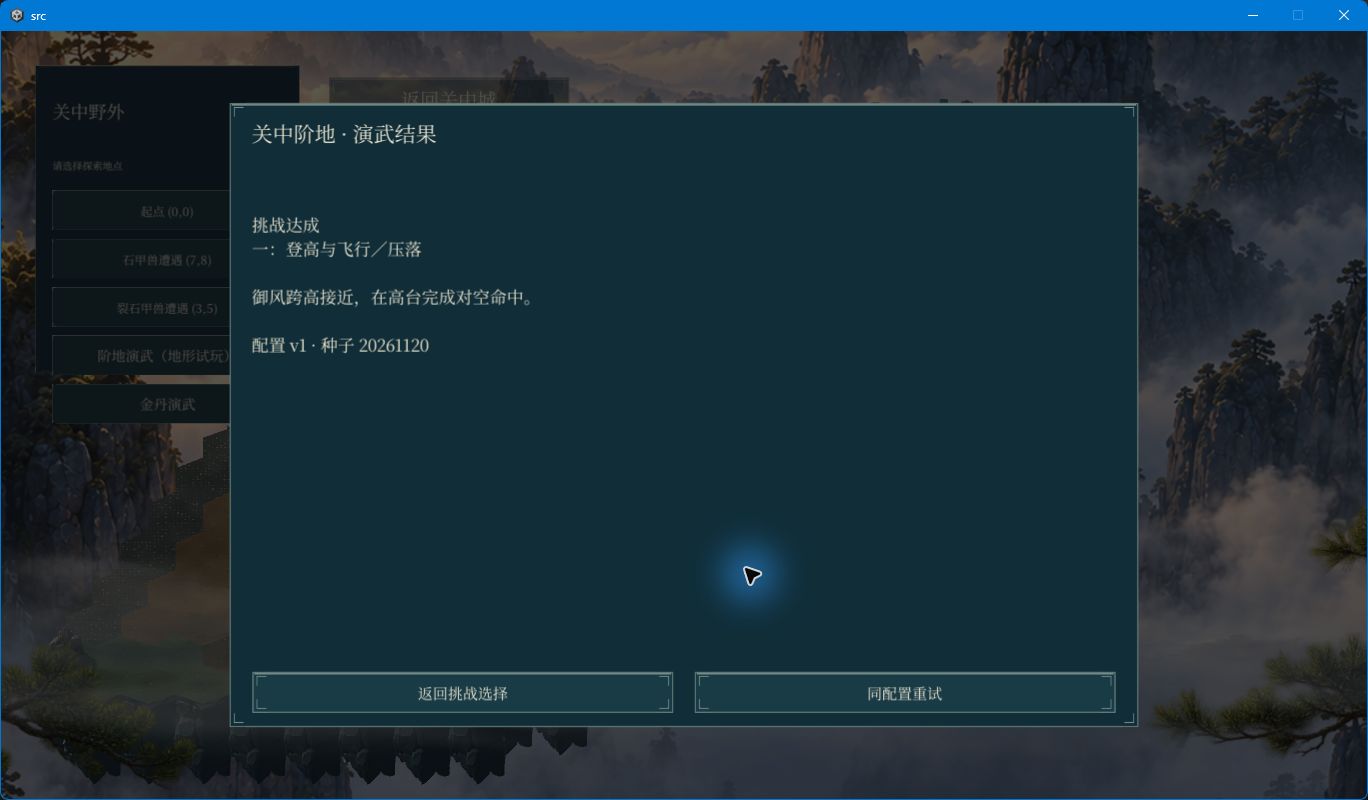 src
关中野外
返回关中城
请选择探索地点
起点 (0,0)
石甲兽遭遇 (7,8)
裂石甲兽遭遇 (3,5)
阶地演武（地形试玩）
金丹演武
关中阶地 · 演武结果
挑战达成
一：登高与飞行／压落
御风跨高接近，在高台完成对空命中。
配置 v1 · 种子 20261120
返回挑战选择
同配置重试